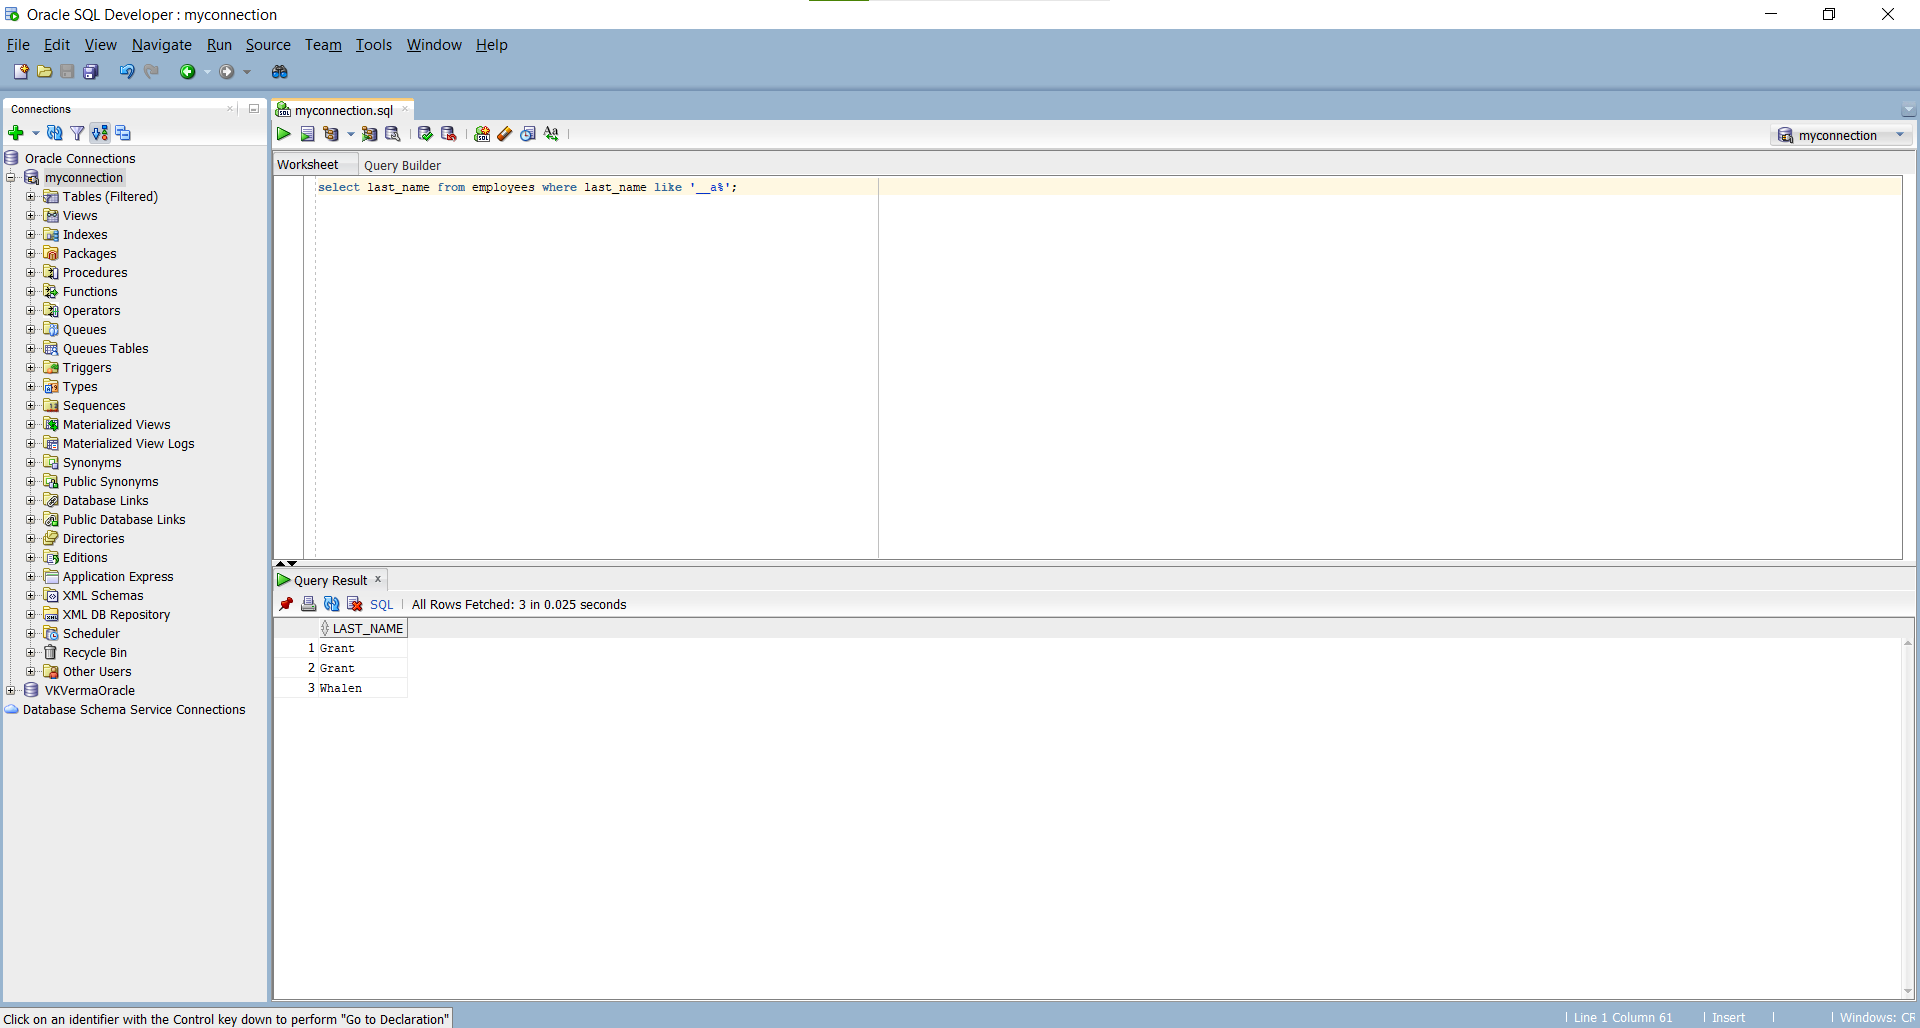 Oracle SQL Developer : myconnection
File Edit View Navigate Run Source Team Tools Window Help
Connections
Oracle Connections
myconnection
Tables (Filtered)
Views
Indexes
Packages
Procedures
Functions
Operators
Queues
Queues Tables
Triggers
Types
Sequences
Materialized Views
Materialized View Logs
Synonyms
Public Synonyms
Database Links
Public Database Links
Directories
Editions
Application Express
XML Schemas
XML DB Repository
Scheduler
Recycle Bin
Other Users
VKVermaOracle
Database Schema Service Connections
myconnection.sql
myconnection
Worksheet Query Builder
select last_name from employees where last_name like '__a%';
Query Result
SQL All Rows Fetched: 3 in 0.025 seconds
LAST_NAME
1 Grant
2 Grant
3 Whalen
Click on an identifier with the Control key down to perform "Go to Declaration"
Line 1 Column 61 Insert Windows: CR